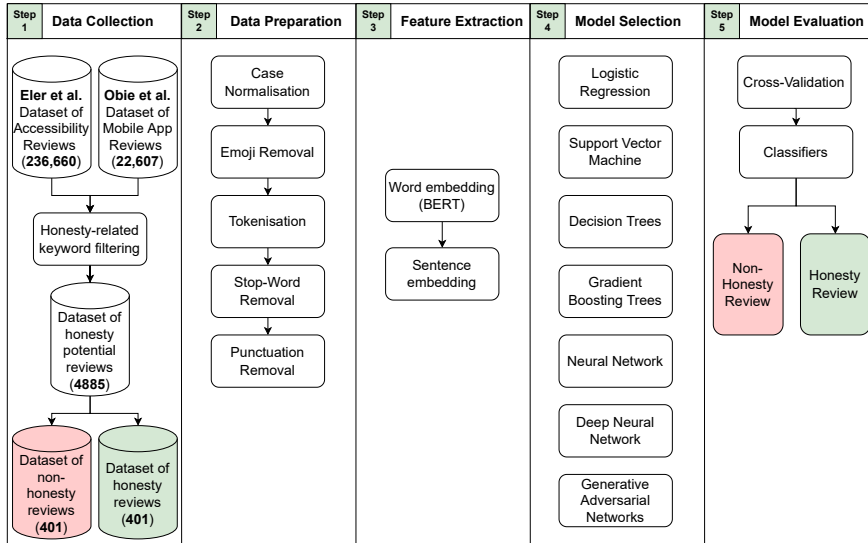 Step
1
Data Collection
Eler et al.
Dataset of
Accessibility
Reviews
(236,660)
Obie et al.
Dataset of
Mobile App
Reviews
(22,607)
Honesty-related
keyword filtering
Dataset of
honesty
potential
reviews
(4885)
Dataset of
non-
honesty
reviews
(401)
Dataset of
honesty
reviews
(401)
Step
2
Data Preparation
Case
Normalisation
Emoji Removal
Tokenisation
Stop-Word
Removal
Punctuation
Removal
Step
3
Feature Extraction
Word embedding
(BERT)
Sentence
embedding
Step
4
Model Selection
Logistic
Regression
Support Vector
Machine
Decision Trees
Gradient
Boosting Trees
Neural Network
Deep Neural
Network
Generative
Adversarial
Networks
Step
5
Model Evaluation
Cross-Validation
Classifiers
Non-
Honesty
Review
Honesty
Review